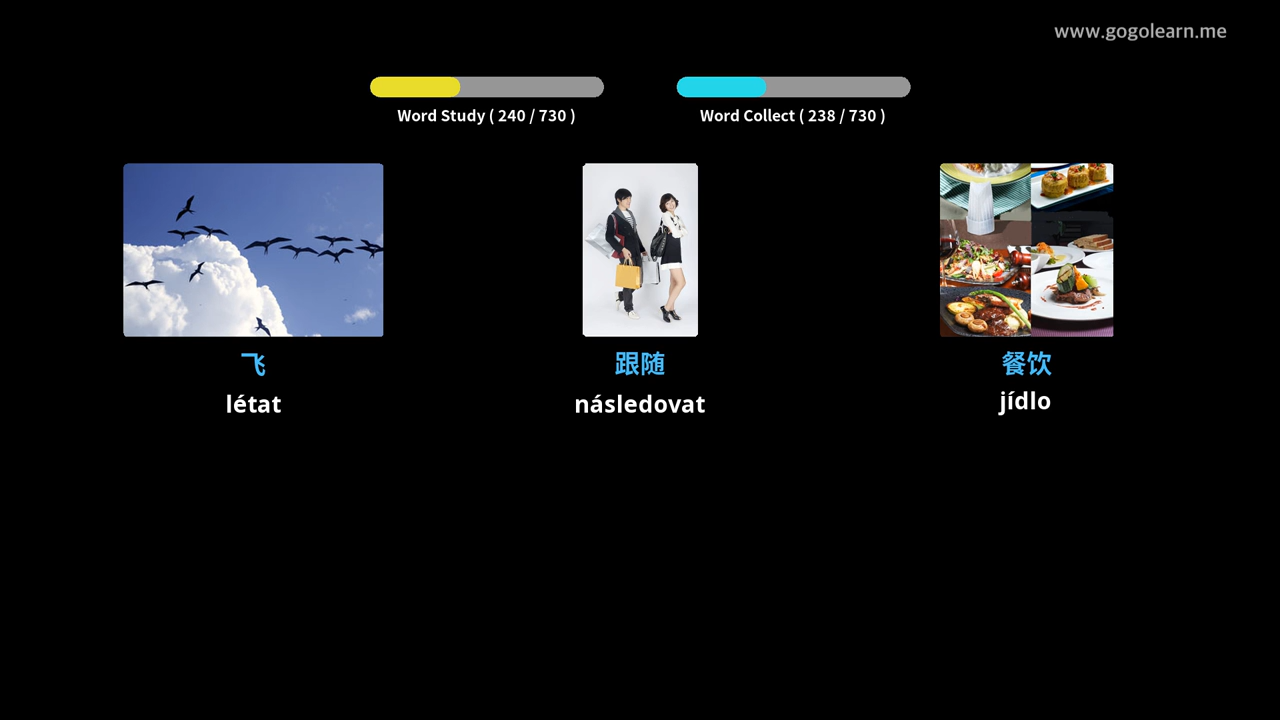 www.gogolearn.me
Word Study ( 240 / 730 )
Word Collect ( 238 / 730 )
飞
跟随
餐饮
létat
následovat
jídlo